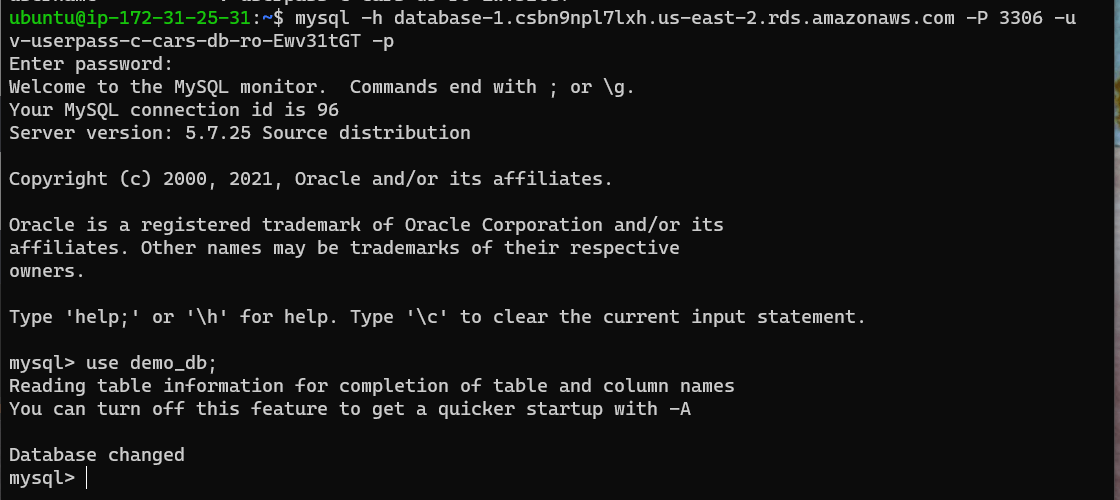 ubuntu@ip-172-31-25-31:~$ mysql -h database-1.csbn9npl7lxh.us-east-2.rds.amazonaws.com -P 3306 -u
v-userpass-c-cars-db-ro-Ewv31tGT -p
Enter password:
Welcome to the MySQL monitor.  Commands end with ; or \g.
Your MySQL connection id is 96
Server version: 5.7.25 Source distribution

Copyright (c) 2000, 2021, Oracle and/or its affiliates.

Oracle is a registered trademark of Oracle Corporation and/or its
affiliates. Other names may be trademarks of their respective
owners.

Type 'help;' or '\h' for help. Type '\c' to clear the current input statement.

mysql> use demo_db;
Reading table information for completion of table and column names
You can turn off this feature to get a quicker startup with -A

Database changed
mysql>